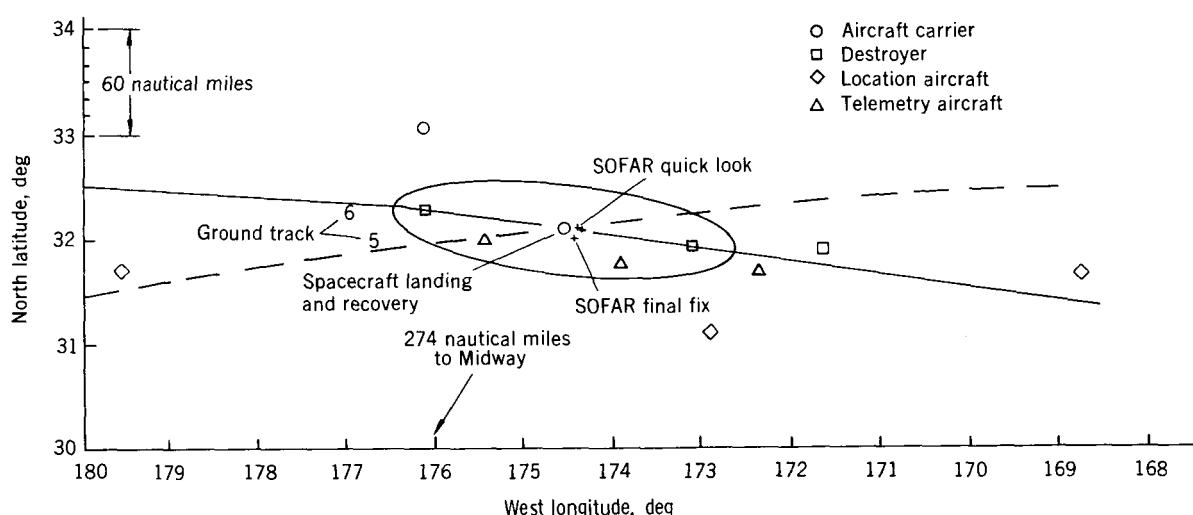 34
60 nautical miles
33
32
31
30
North latitude, deg
Aircraft carrier
Destroyer
Location aircraft
Telemetry aircraft
SOFAR quick look
6
Ground track
5
Spacecraft landing
and recovery
SOFAR final fix
274 nautical miles
to Midway
180 179 178 177 176 175 174 173 172 171 170 169 168
West longitude, deg